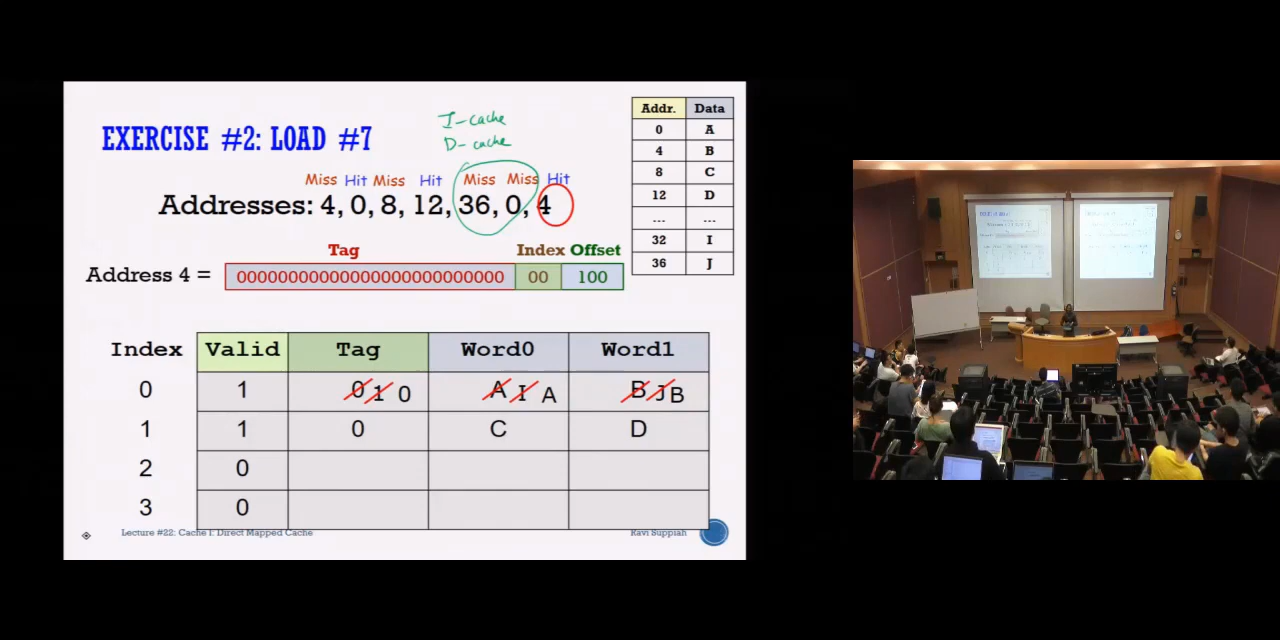 EXERCISE #2: LOAD #7
I-cache
D-cache
Miss Hit Miss Hit Miss Miss Hit
Addresses: 4, 0, 8, 12, 36, 0, 4
Addr. Data
0 A
4 B
8 C
12 D
... ...
32 I
36 J
Tag Index Offset
Address 4 = 00 100
Index Valid Tag Word0 Word1
0 1 0 1 0 A I A B J B
1 1 0 C D
2 0
3 0
Lecture #22: Cache I: Direct Mapped Cache Ravi Suppiah